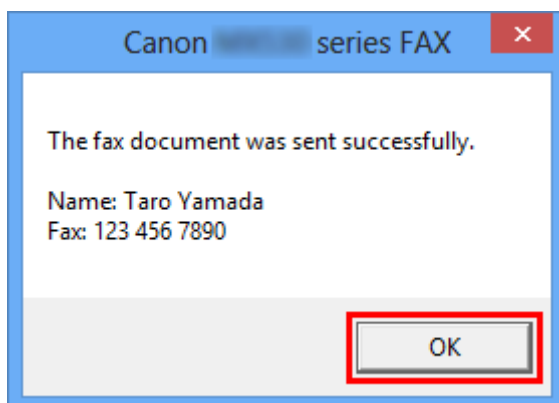 Canon series FAX
The fax document was sent successfully.
Name: Taro Yamada
Fax: 123 456 7890
OK